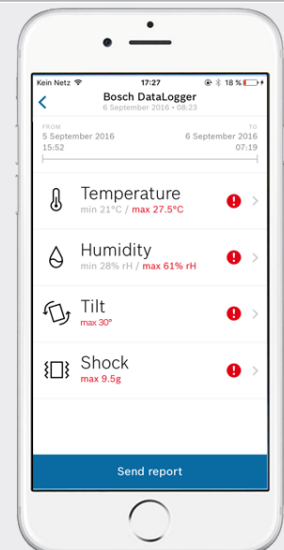 Kein Netz 17:27 18 %
Bosch DataLogger
6 September 2016 • 08:23
FROM TO
5 September 2016 6 September 2016
15:52 07:19
Temperature
min 21°C / max 27.5°C
Humidity
min 28% rH / max 61% rH
Tilt
max 30°
Shock
max 9.5g
Send report